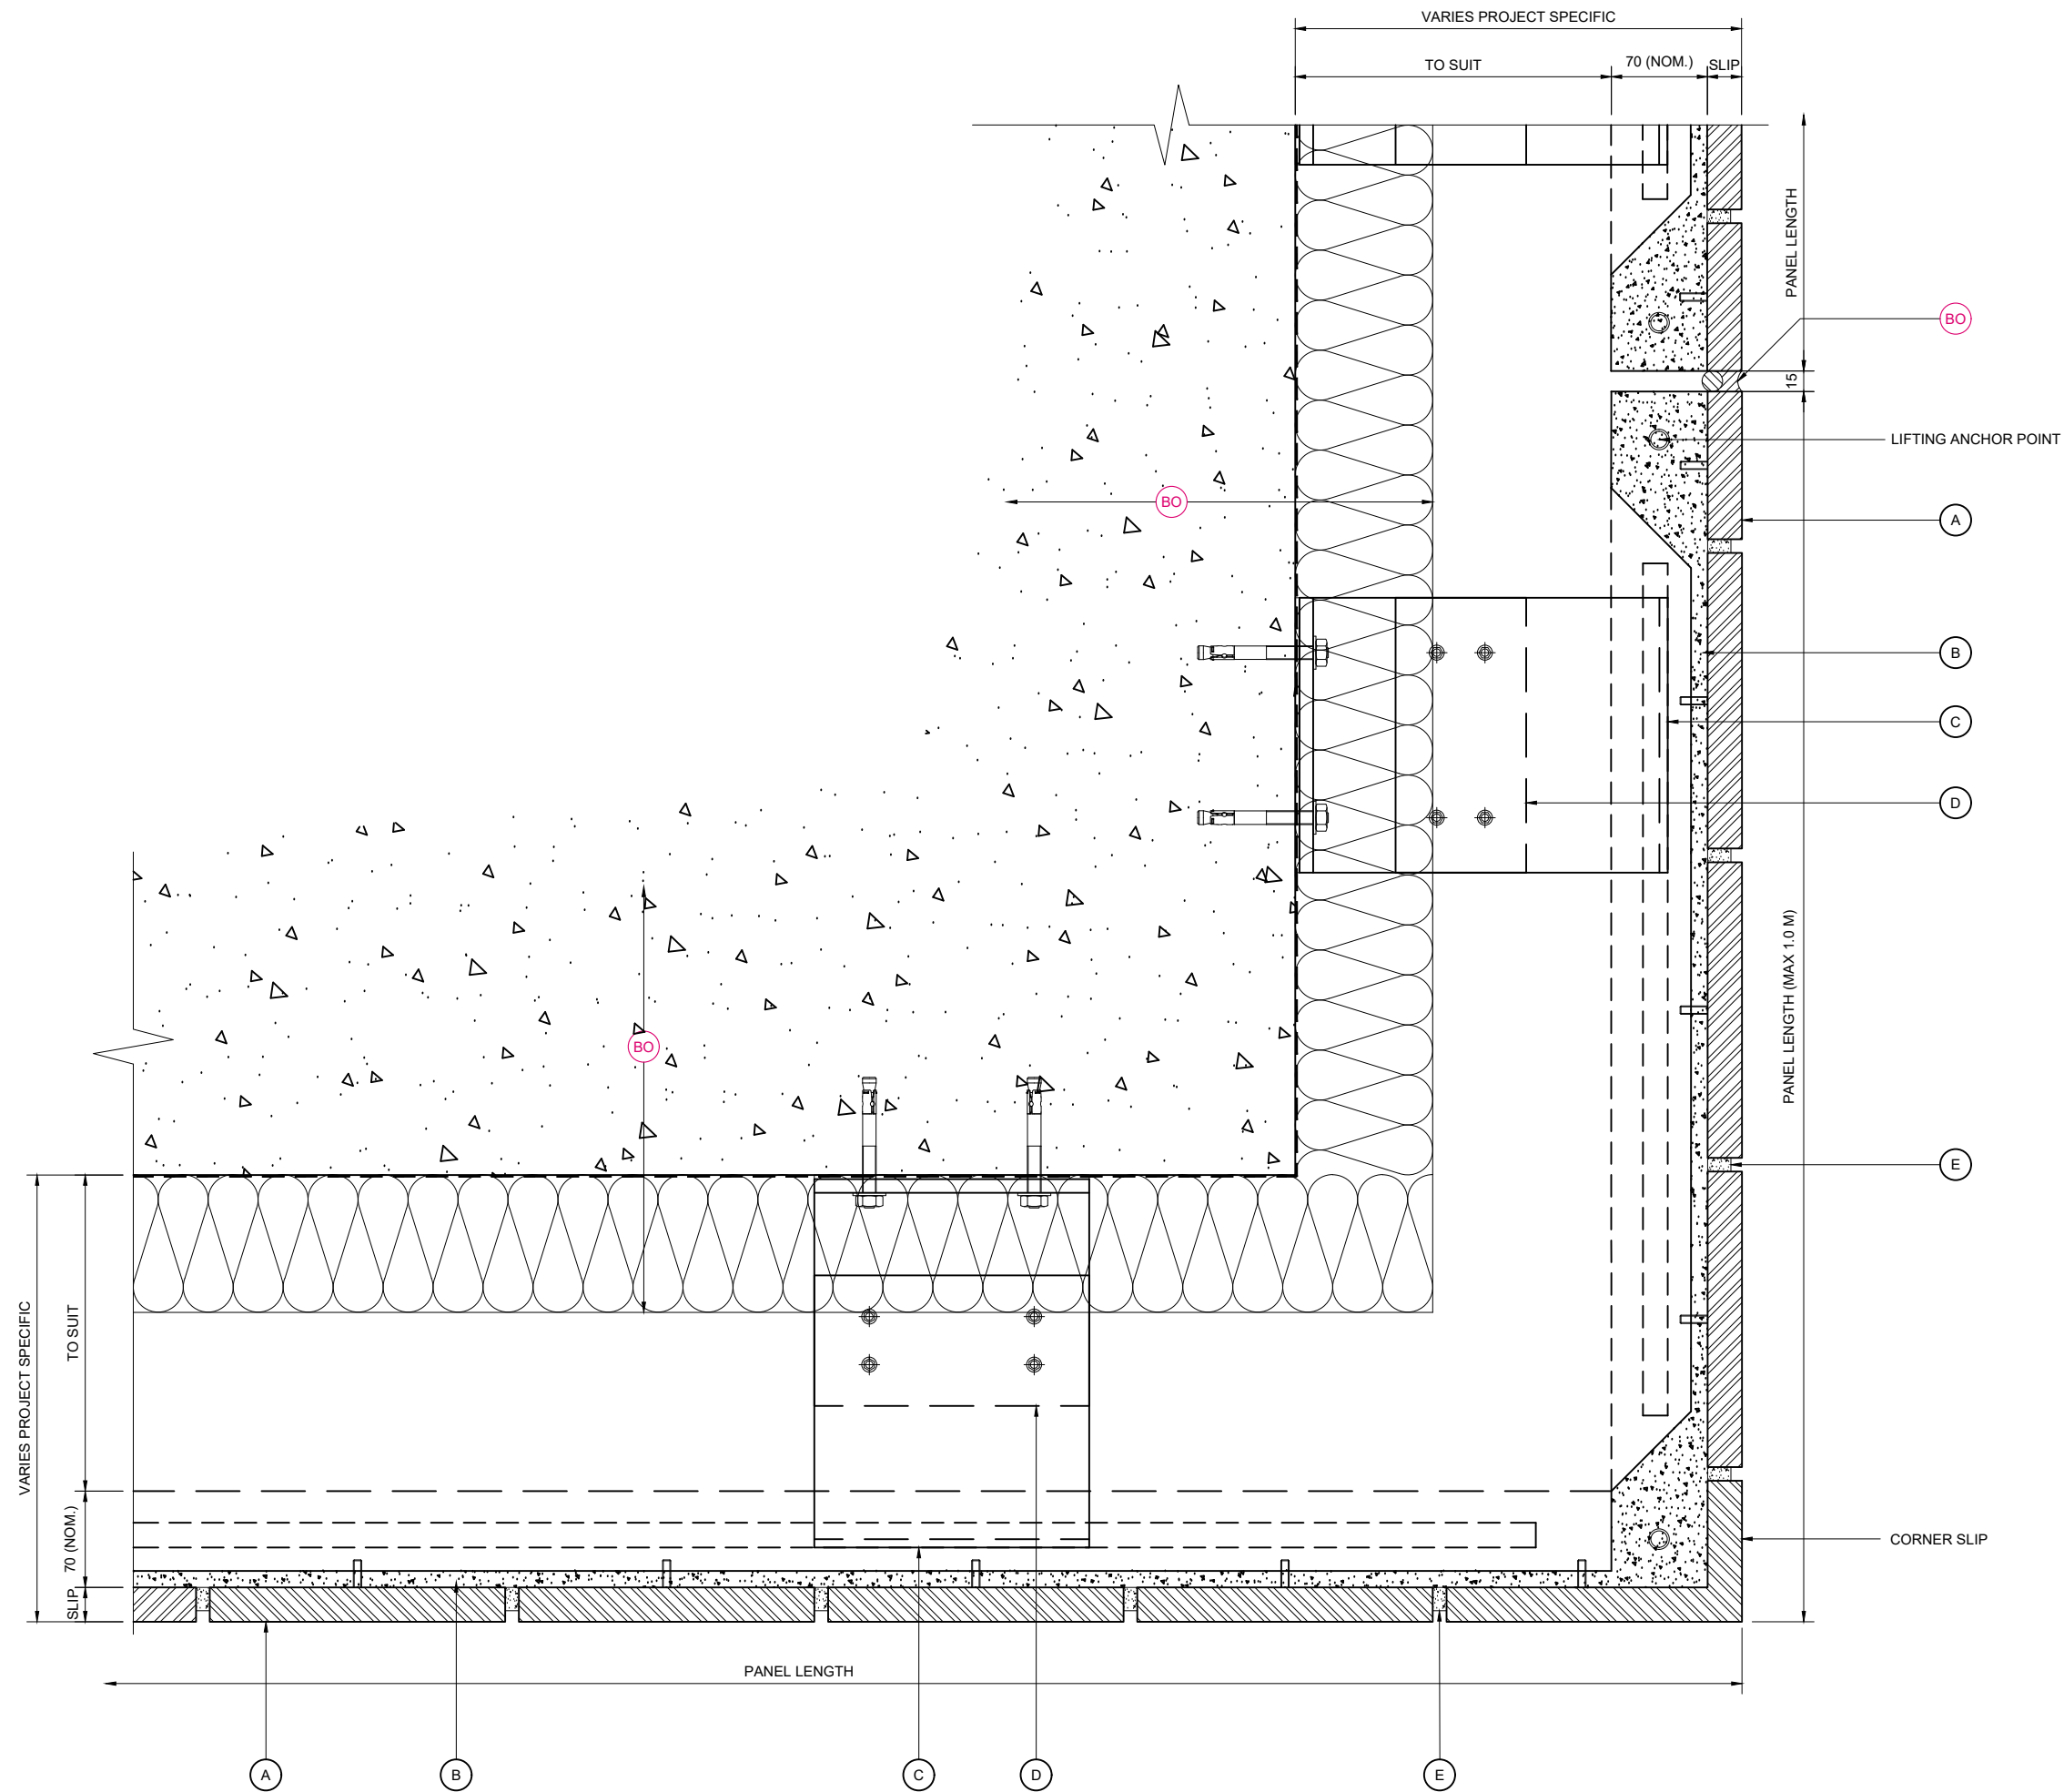 VARIES PROJECT SPECIFIC
TO SUIT
70 (NOM.)
SLIP
PANEL LENGTH
BO
15
LIFTING ANCHOR POINT
BO
A
B
C
D
PANEL LENGTH (MAX 1.0 M)
BO
E
VARIES PROJECT SPECIFIC
TO SUIT
70 (NOM.)
SLIP
CORNER SLIP
PANEL LENGTH
A
B
C
D
E